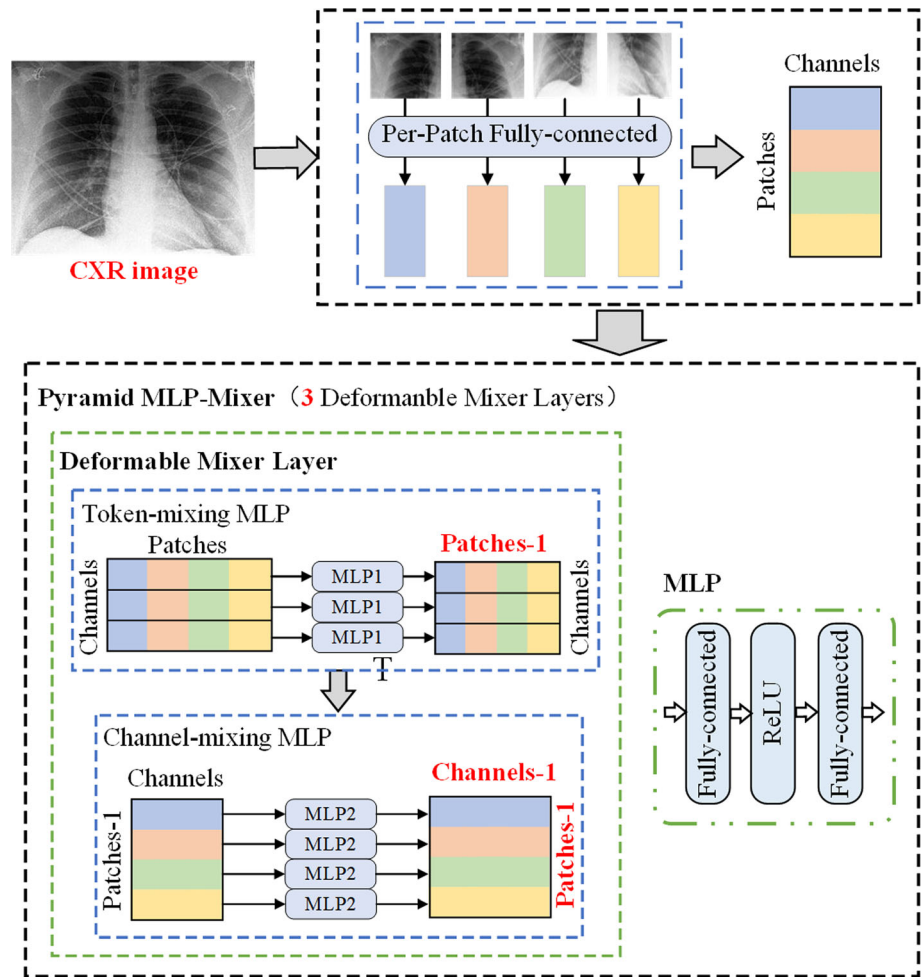 CXR image
Per-Patch Fully-connected
Channels
Patches
Pyramid MLP-Mixer（3 Deformanble Mixer Layers）
Deformable Mixer Layer
Token-mixing MLP
Patches
Patches-1
Channels
MLP1
MLP1
MLP1
Channels
T
Channel-mixing MLP
Channels
Channels-1
Patches-1
MLP2
MLP2
MLP2
MLP2
Patches-1
MLP
Fully-connected
ReLU
Fully-connected